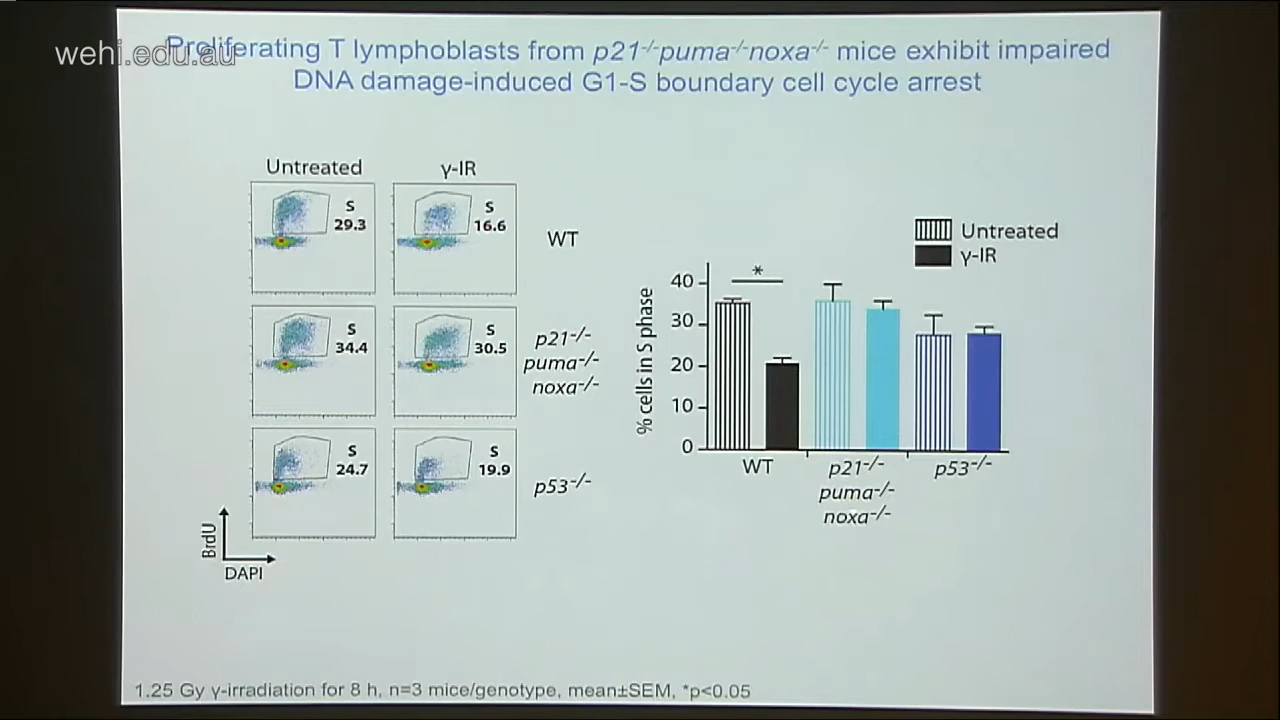 wehi.edu.au
Proliferating T lymphoblasts from p21-/-puma-/-noxa-/- mice exhibit impaired
DNA damage-induced G1-S boundary cell cycle arrest
Untreated
γ-IR
S
29.3
S
16.6
WT
S
34.4
S
30.5
p21-/-
puma-/-
noxa-/-
S
24.7
S
19.9
p53-/-
BrdU
DAPI
Untreated
γ-IR
*
% cells in S phase
40
30
20
10
0
WT
p21-/-
puma-/-
noxa-/-
p53-/-
1.25 Gy γ-irradiation for 8 h, n=3 mice/genotype, mean±SEM, *p<0.05